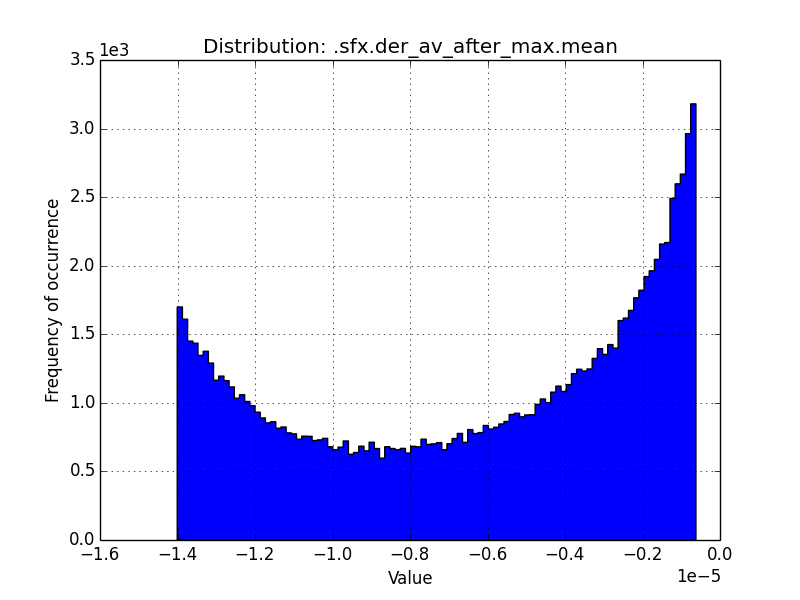 Distribution: .sfx.der_av_after_max.mean
1e3
3.5
3.0
2.5
2.0
1.5
1.0
0.5
0.0
Frequency of occurrence
−1.6 −1.4 −1.2 −1.0 −0.8 −0.6 −0.4 −0.2 0.0
Value
1e−5